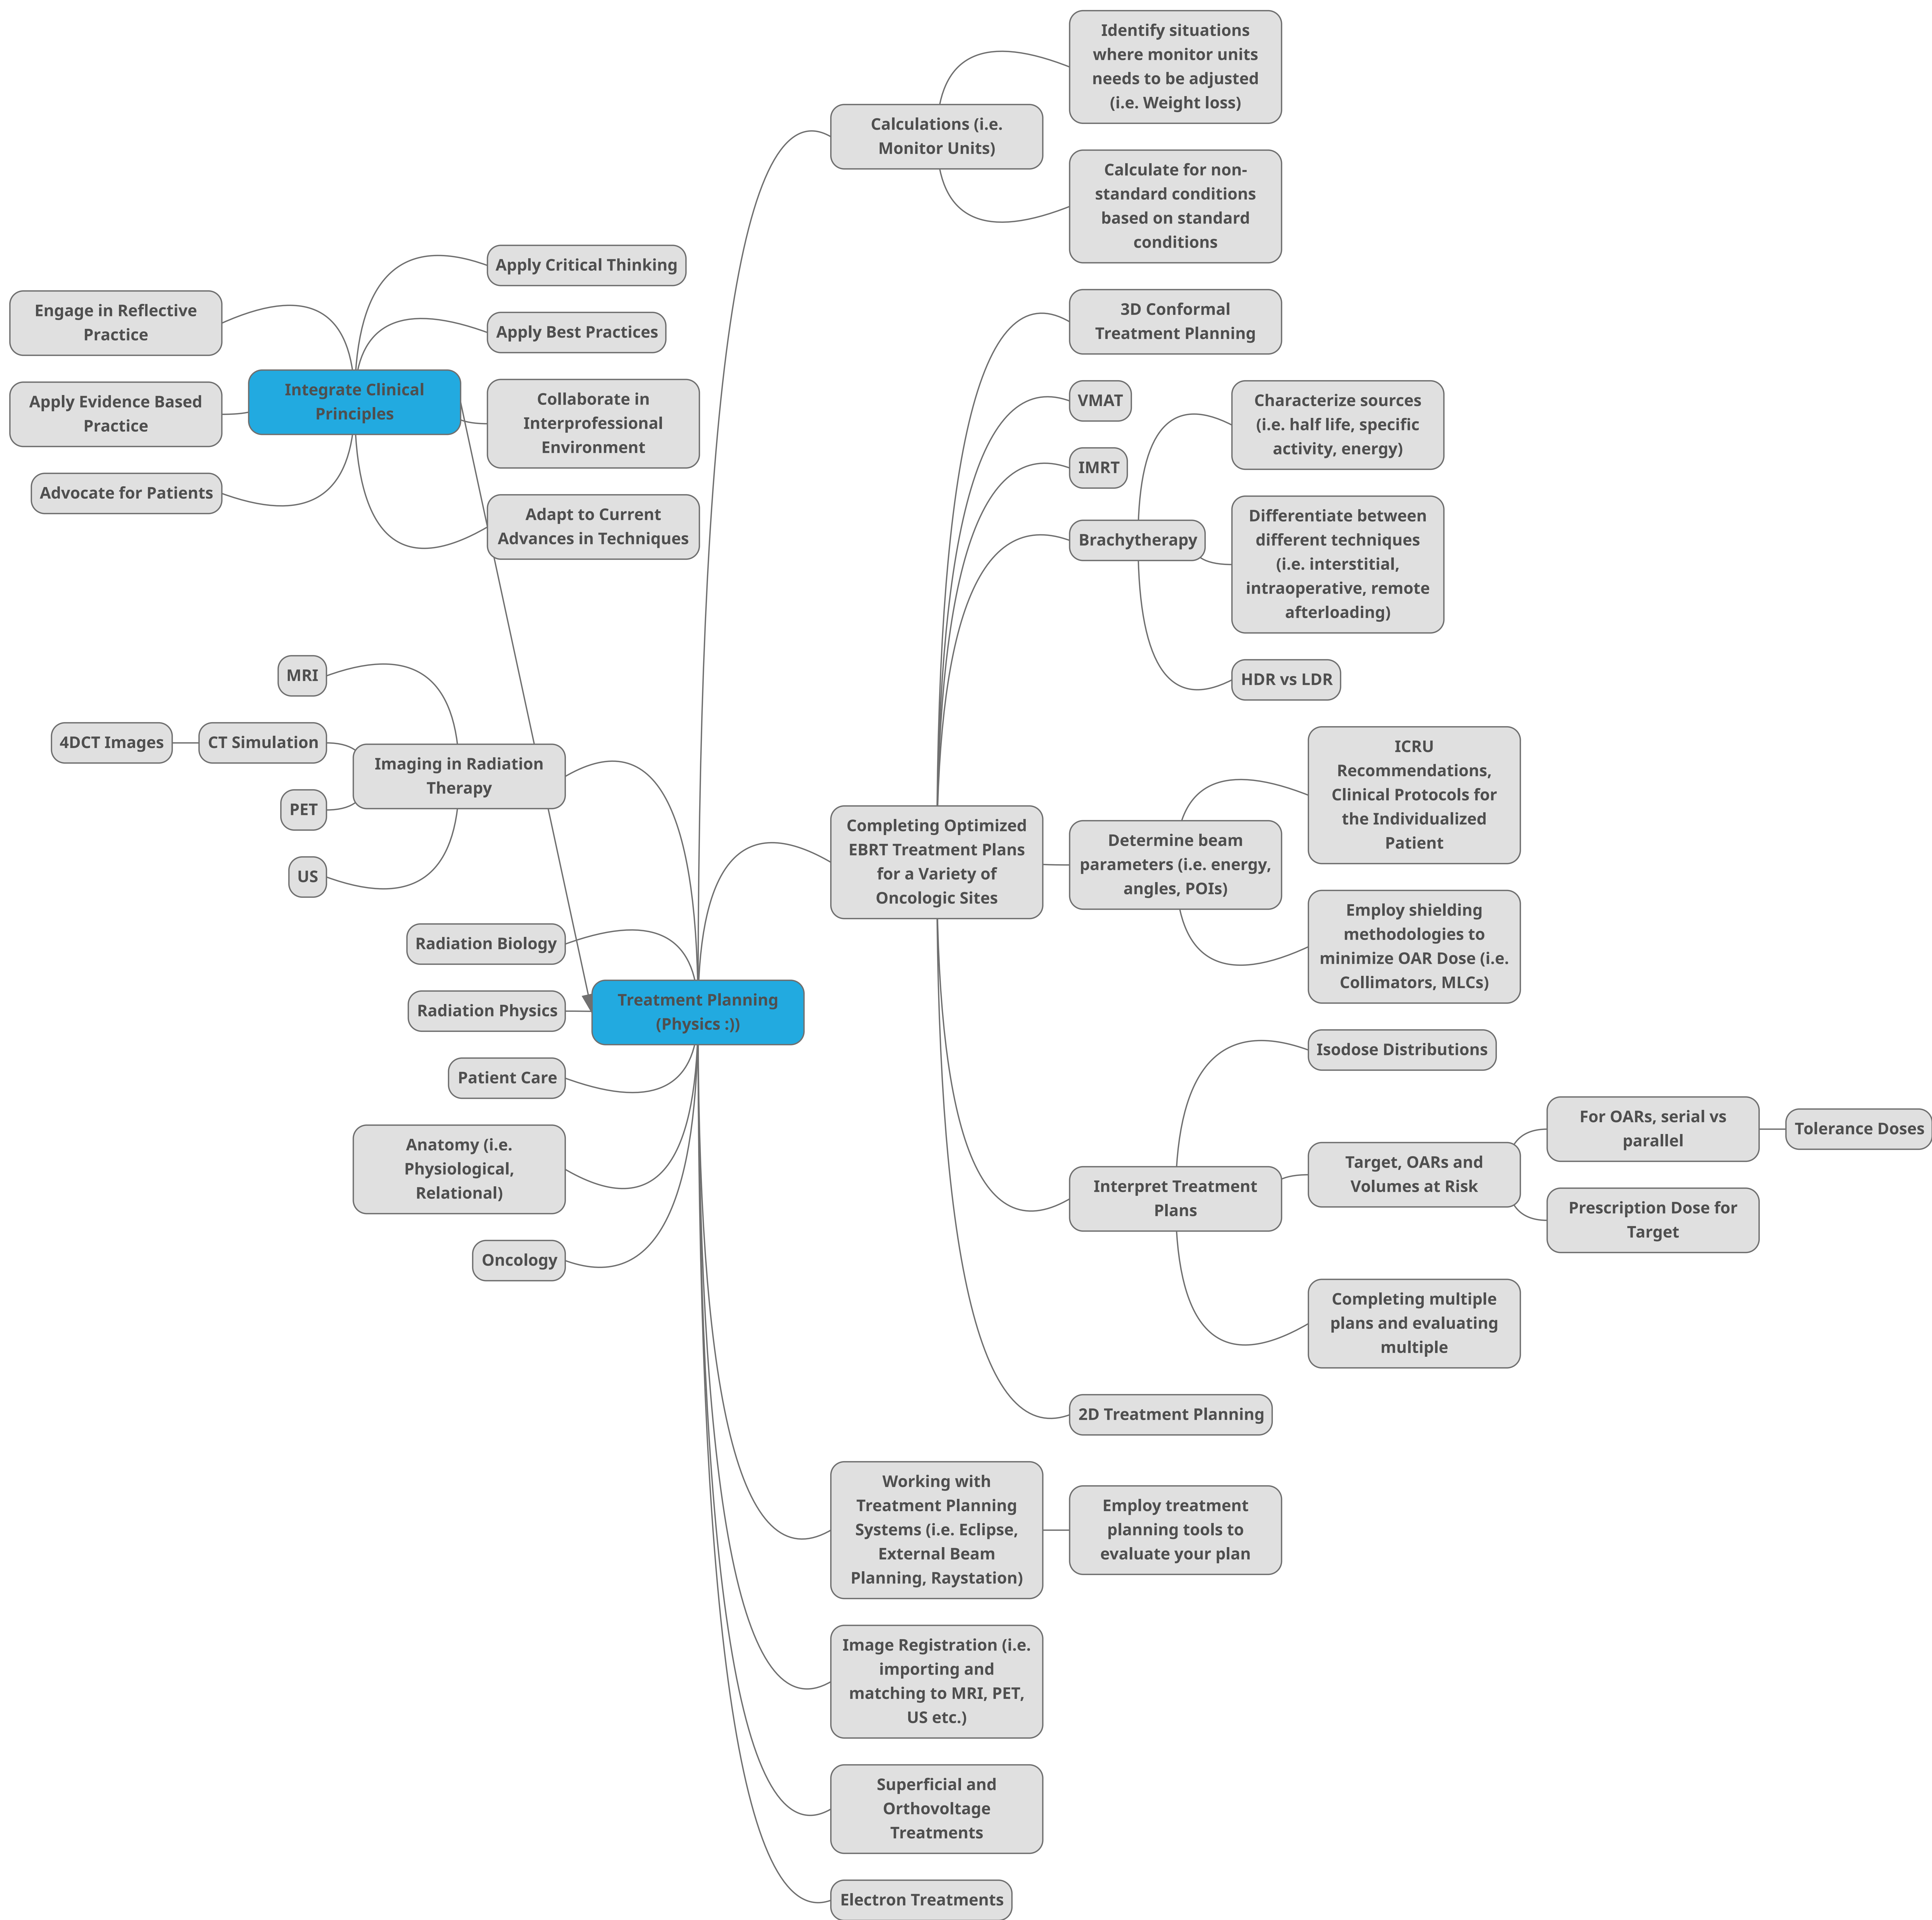 Identify situations
where monitor units
needs to be adjusted
(i.e. Weight loss)
Calculations (i.e.
Monitor Units)
Calculate for non-
standard conditions
based on standard
conditions
Apply Critical Thinking
Engage in Reflective
Practice
Apply Best Practices
Integrate Clinical
Principles
Apply Evidence Based
Practice
Collaborate in
Interprofessional
Environment
Advocate for Patients
Adapt to Current
Advances in Techniques
3D Conformal
Treatment Planning
VMAT
IMRT
Brachytherapy
Characterize sources
(i.e. half life, specific
activity, energy)
Differentiate between
different techniques
(i.e. interstitial,
intraoperative, remote
afterloading)
HDR vs LDR
MRI
4DCT Images
CT Simulation
Imaging in Radiation
Therapy
PET
US
Radiation Biology
Radiation Physics
Treatment Planning
(Physics :))
Patient Care
Anatomy (i.e.
Physiological,
Relational)
Oncology
Completing Optimized
EBRT Treatment Plans
for a Variety of
Oncologic Sites
Determine beam
parameters (i.e. energy,
angles, POIs)
ICRU
Recommendations,
Clinical Protocols for
the Individualized
Patient
Employ shielding
methodologies to
minimize OAR Dose (i.e.
Collimators, MLCs)
Isodose Distributions
Interpret Treatment
Plans
Target, OARs and
Volumes at Risk
For OARs, serial vs
parallel
Tolerance Doses
Prescription Dose for
Target
Completing multiple
plans and evaluating
multiple
2D Treatment Planning
Working with
Treatment Planning
Systems (i.e. Eclipse,
External Beam
Planning, Raystation)
Employ treatment
planning tools to
evaluate your plan
Image Registration (i.e.
importing and
matching to MRI, PET,
US etc.)
Superficial and
Orthovoltage
Treatments
Electron Treatments